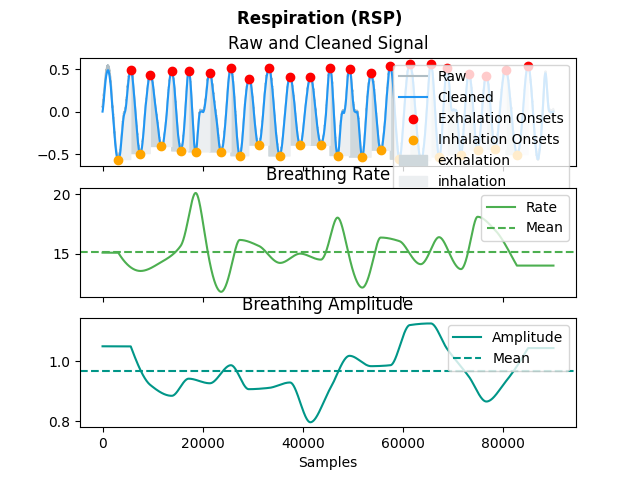 Respiration (RSP)
Raw and Cleaned Signal
0.5
0.0
−0.5
Raw
Cleaned
Exhalation Onsets
Inhalation Onsets
exhalation
inhalation
Breathing Rate
20
15
Rate
Mean
Breathing Amplitude
1.0
0.8
Amplitude
Mean
0 20000 40000 60000 80000
Samples